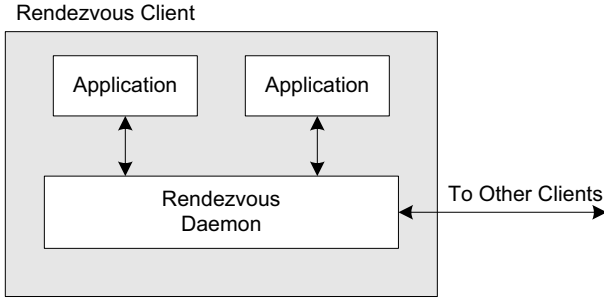 Rendezvous Client
Application
Application
Rendezvous
Daemon
To Other Clients